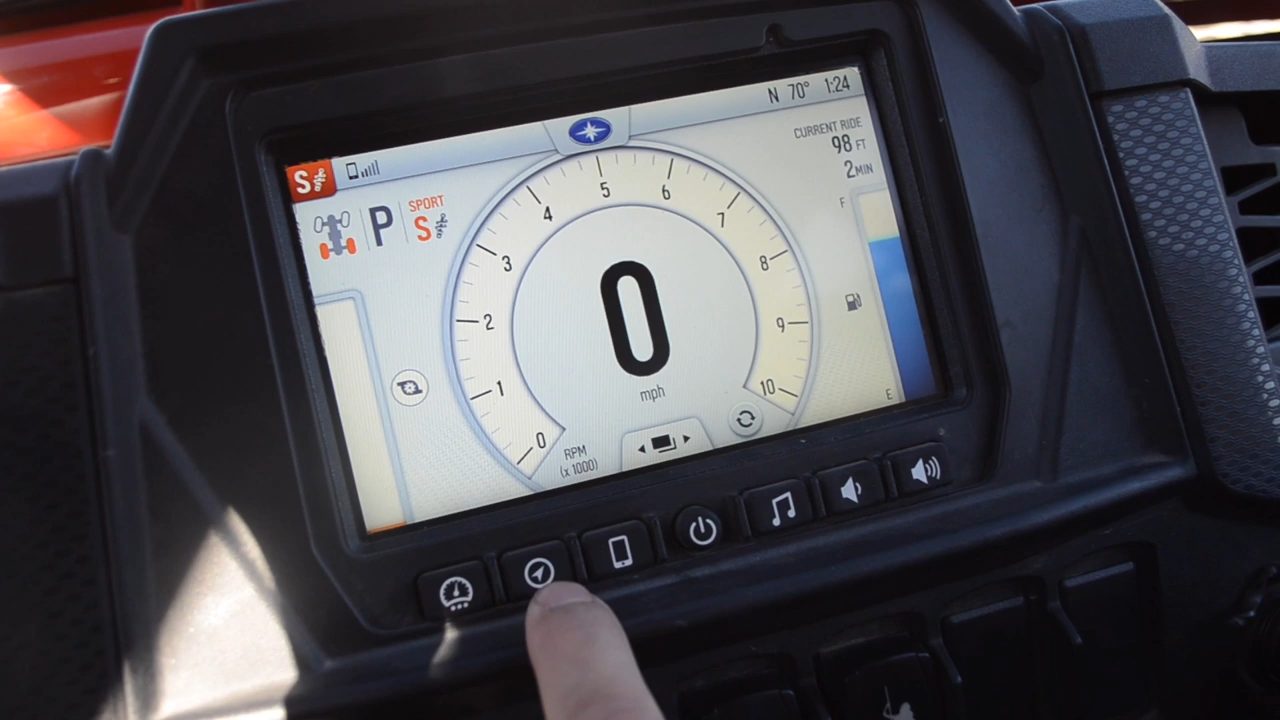 N 70° 1:24
S
P
SPORT
S
CURRENT RIDE
98 FT
2 MIN
F
E
0
1
2
3
4
5
6
7
8
9
10
0
mph
RPM
(x 1000)